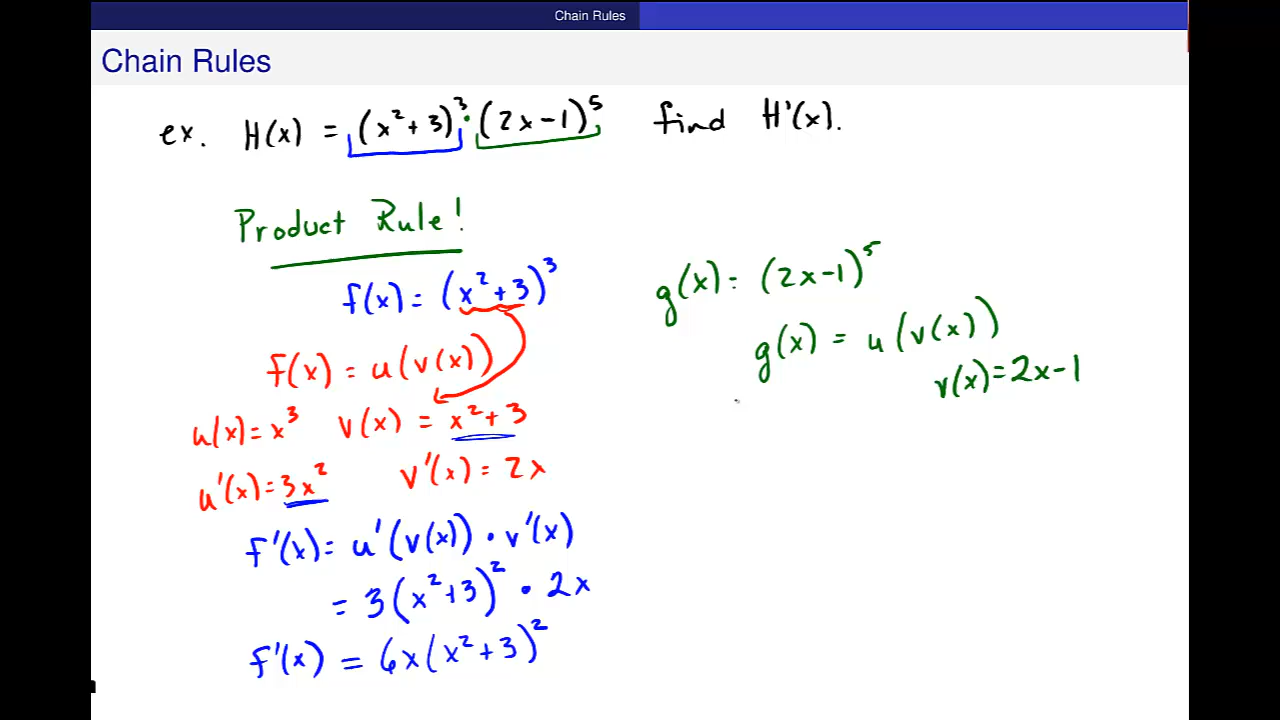 Chain Rules
Chain Rules
ex. H(x) = (x²+3)³·(2x-1)⁵ find H'(x).
Product Rule!
f(x) = (x²+3)³
f(x) = u(v(x))
u(x) = x³ v(x) = x²+3
u'(x) = 3x² v'(x) = 2x
f'(x) = u'(v(x)) · v'(x)
= 3(x²+3)² · 2x
f'(x) = 6x(x²+3)²
g(x) = (2x-1)⁵
g(x) = u(v(x))
v(x) = 2x-1